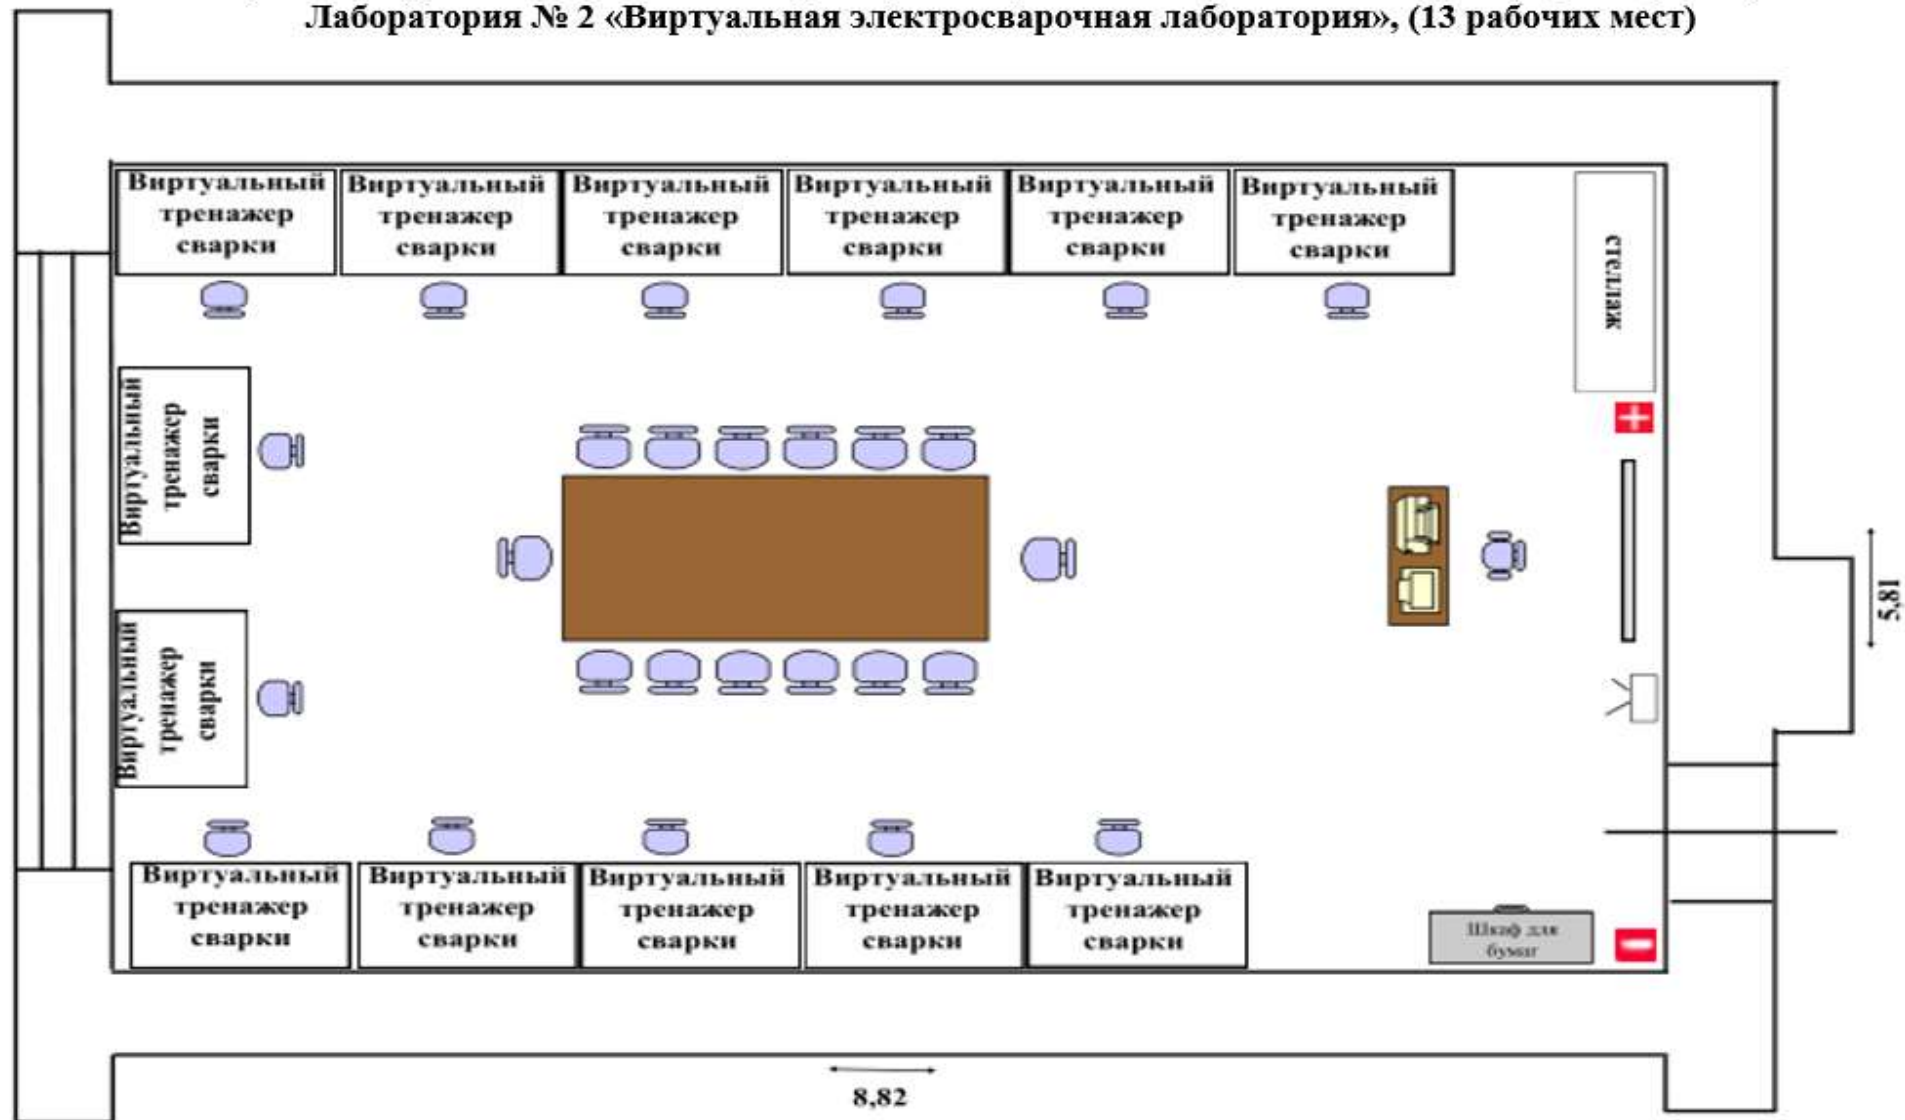 Лаборатория № 2 «Виртуальная электросварочная лаборатория», (13 рабочих мест)
Виртуальный
тренажер
сварки
Виртуальный
тренажер
сварки
Виртуальный
тренажер
сварки
Виртуальный
тренажер
сварки
Виртуальный
тренажер
сварки
Виртуальный
тренажер
сварки
стеллаж
Виртуальный
тренажер
сварки
Виртуальный
тренажер
сварки
5,81
Виртуальный
тренажер
сварки
Виртуальный
тренажер
сварки
Виртуальный
тренажер
сварки
Виртуальный
тренажер
сварки
Виртуальный
тренажер
сварки
Шкаф для
бумаг
8,82